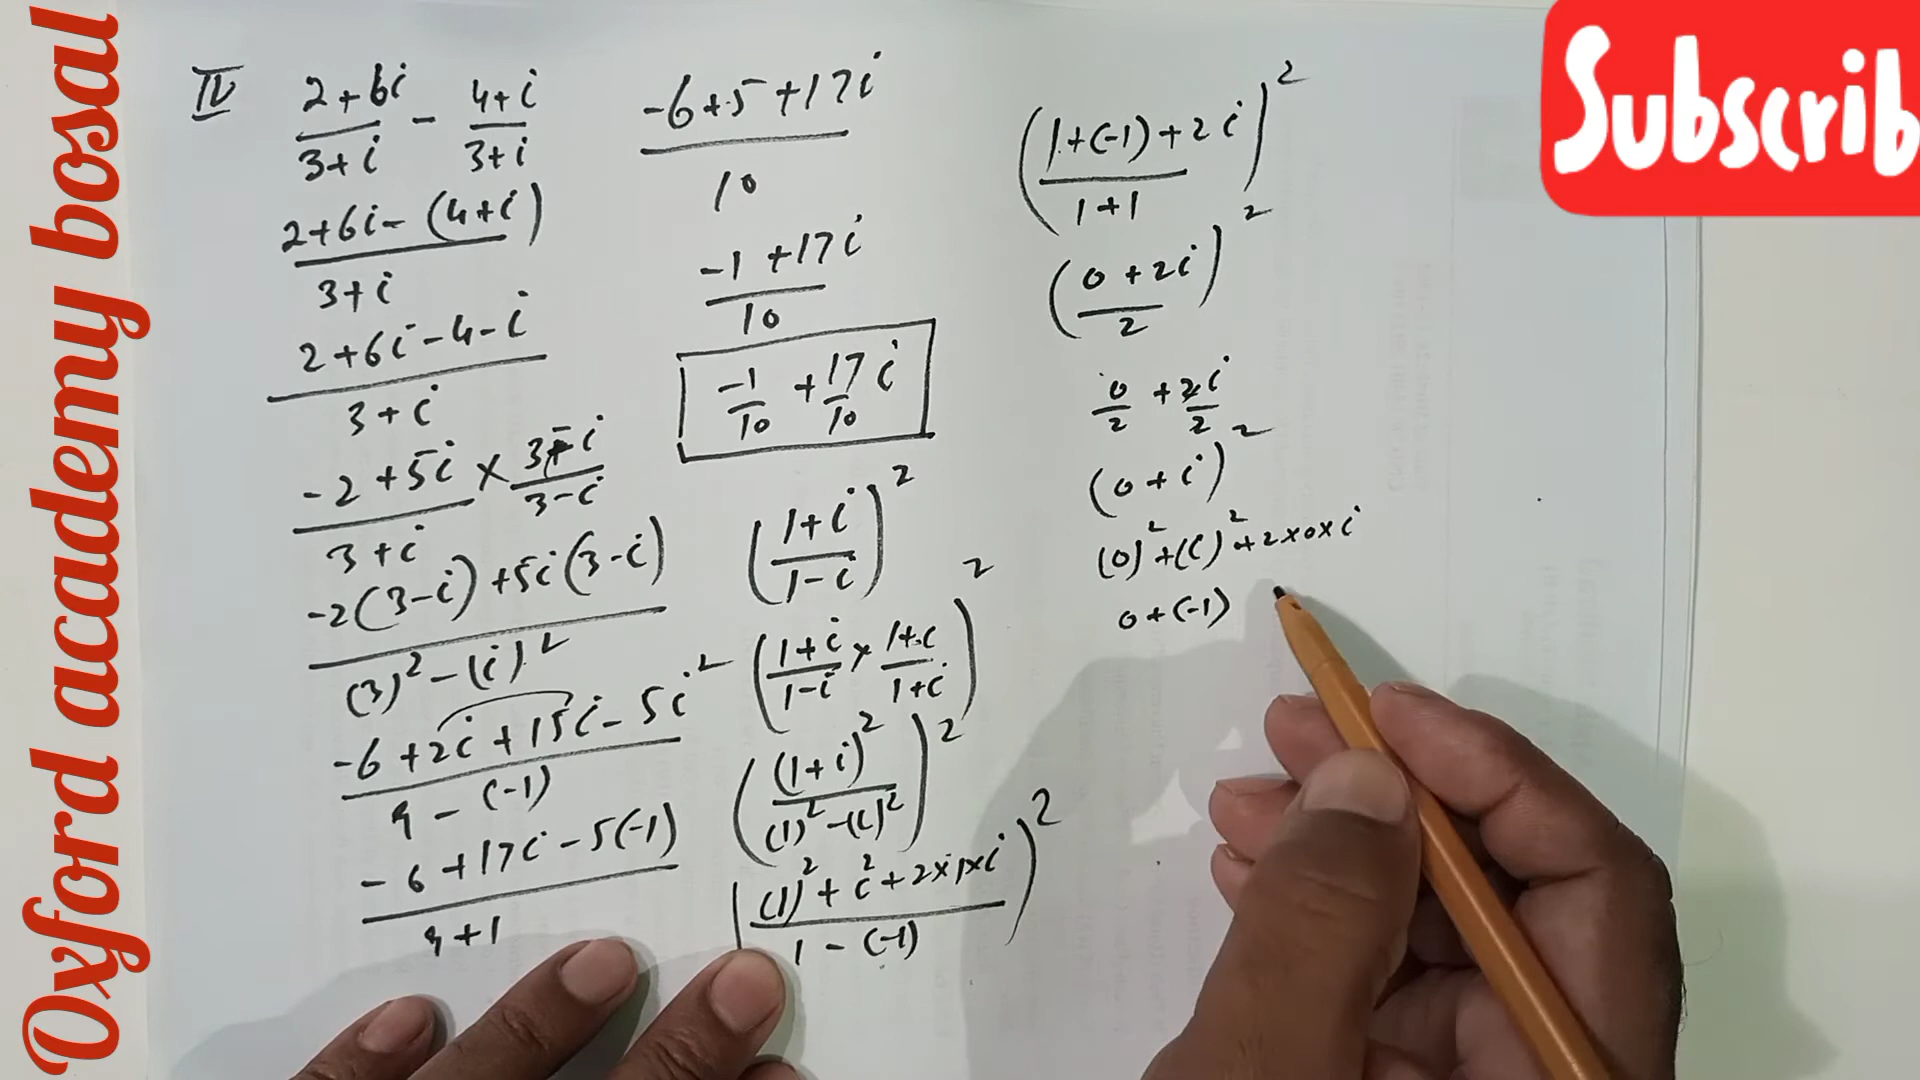 Oxford academy bosal
Subscrib
IV 2+6i/3+i - 4+i/3+i
2+6i-(4+i)/3+i
2+6i-4-i/3+i
-2+5i/3+i × 3-i/3-i
-2(3-i)+5i(3-i)/(3)²-(i)²
-6+2i+15i-5i²/9-(-1)
-6+17i-5(-1)/9+1
-6+5+17i/10
-1+17i/10
-1/10 + 17/10 i
(1+i/1-i)²
(1+i/1-i × 1+i/1+i)²
((1+i)²/(1)²-(i)²)²
((1)²+i²+2×1×i/1-(-1))²
(1+(-1)+2i/1+1)²
(0+2i/2)²
0/2 + 2i/2
(0+i)²
(0)²+(i)²+2×0×i
0+(-1)